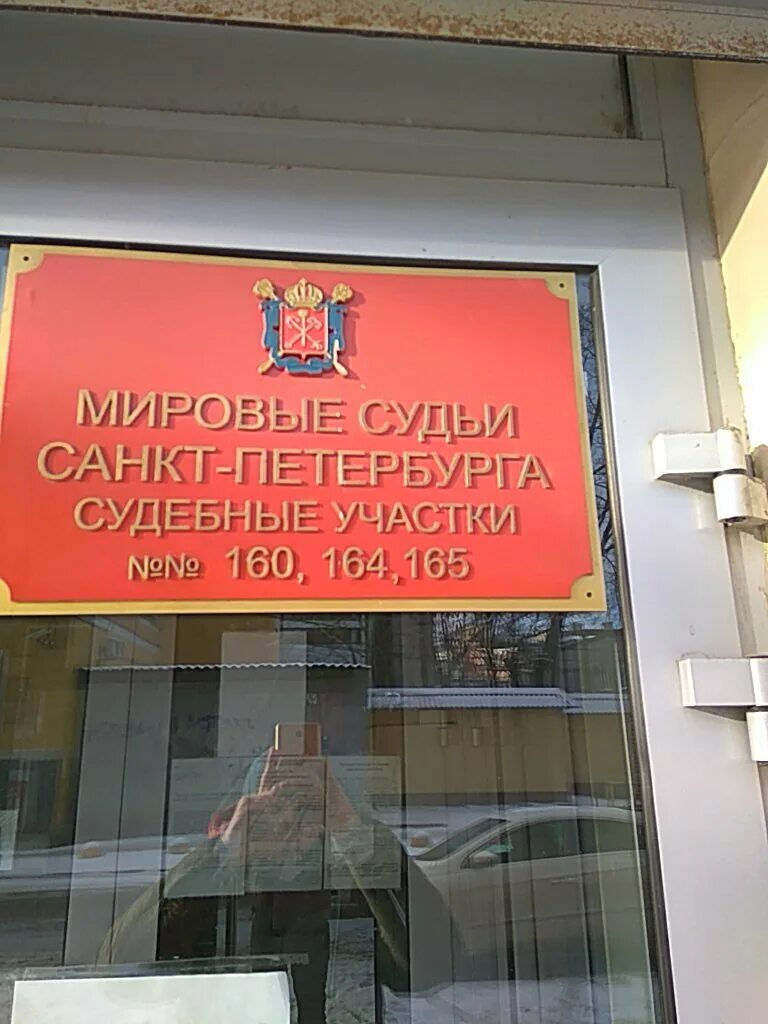 МИРОВЫЕ СУДЬИ
САНКТ-ПЕТЕРБУРГА
СУДЕБНЫЕ УЧАСТКИ
№№ 160, 164, 165